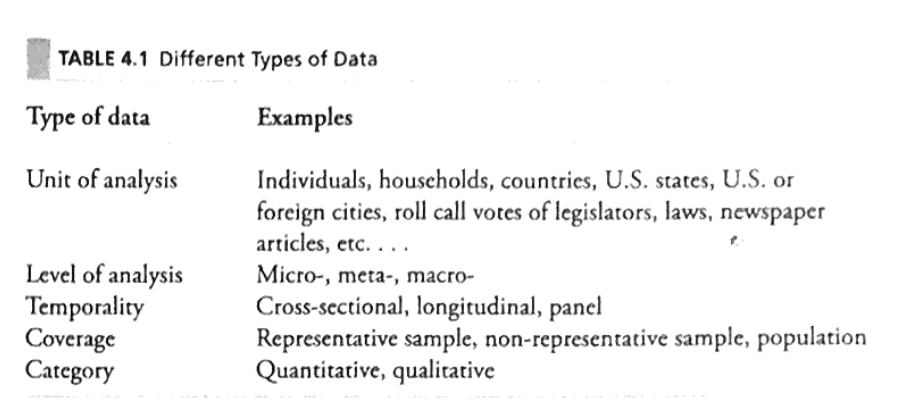 TABLE 4.1 Different Types of Data
Type of data Examples
Unit of analysis Individuals, households, countries, U.S. states, U.S. or
foreign cities, roll call votes of legislators, laws, newspaper
articles, etc. . . .
Level of analysis Micro-, meta-, macro-
Temporality Cross-sectional, longitudinal, panel
Coverage Representative sample, non-representative sample, population
Category Quantitative, qualitative